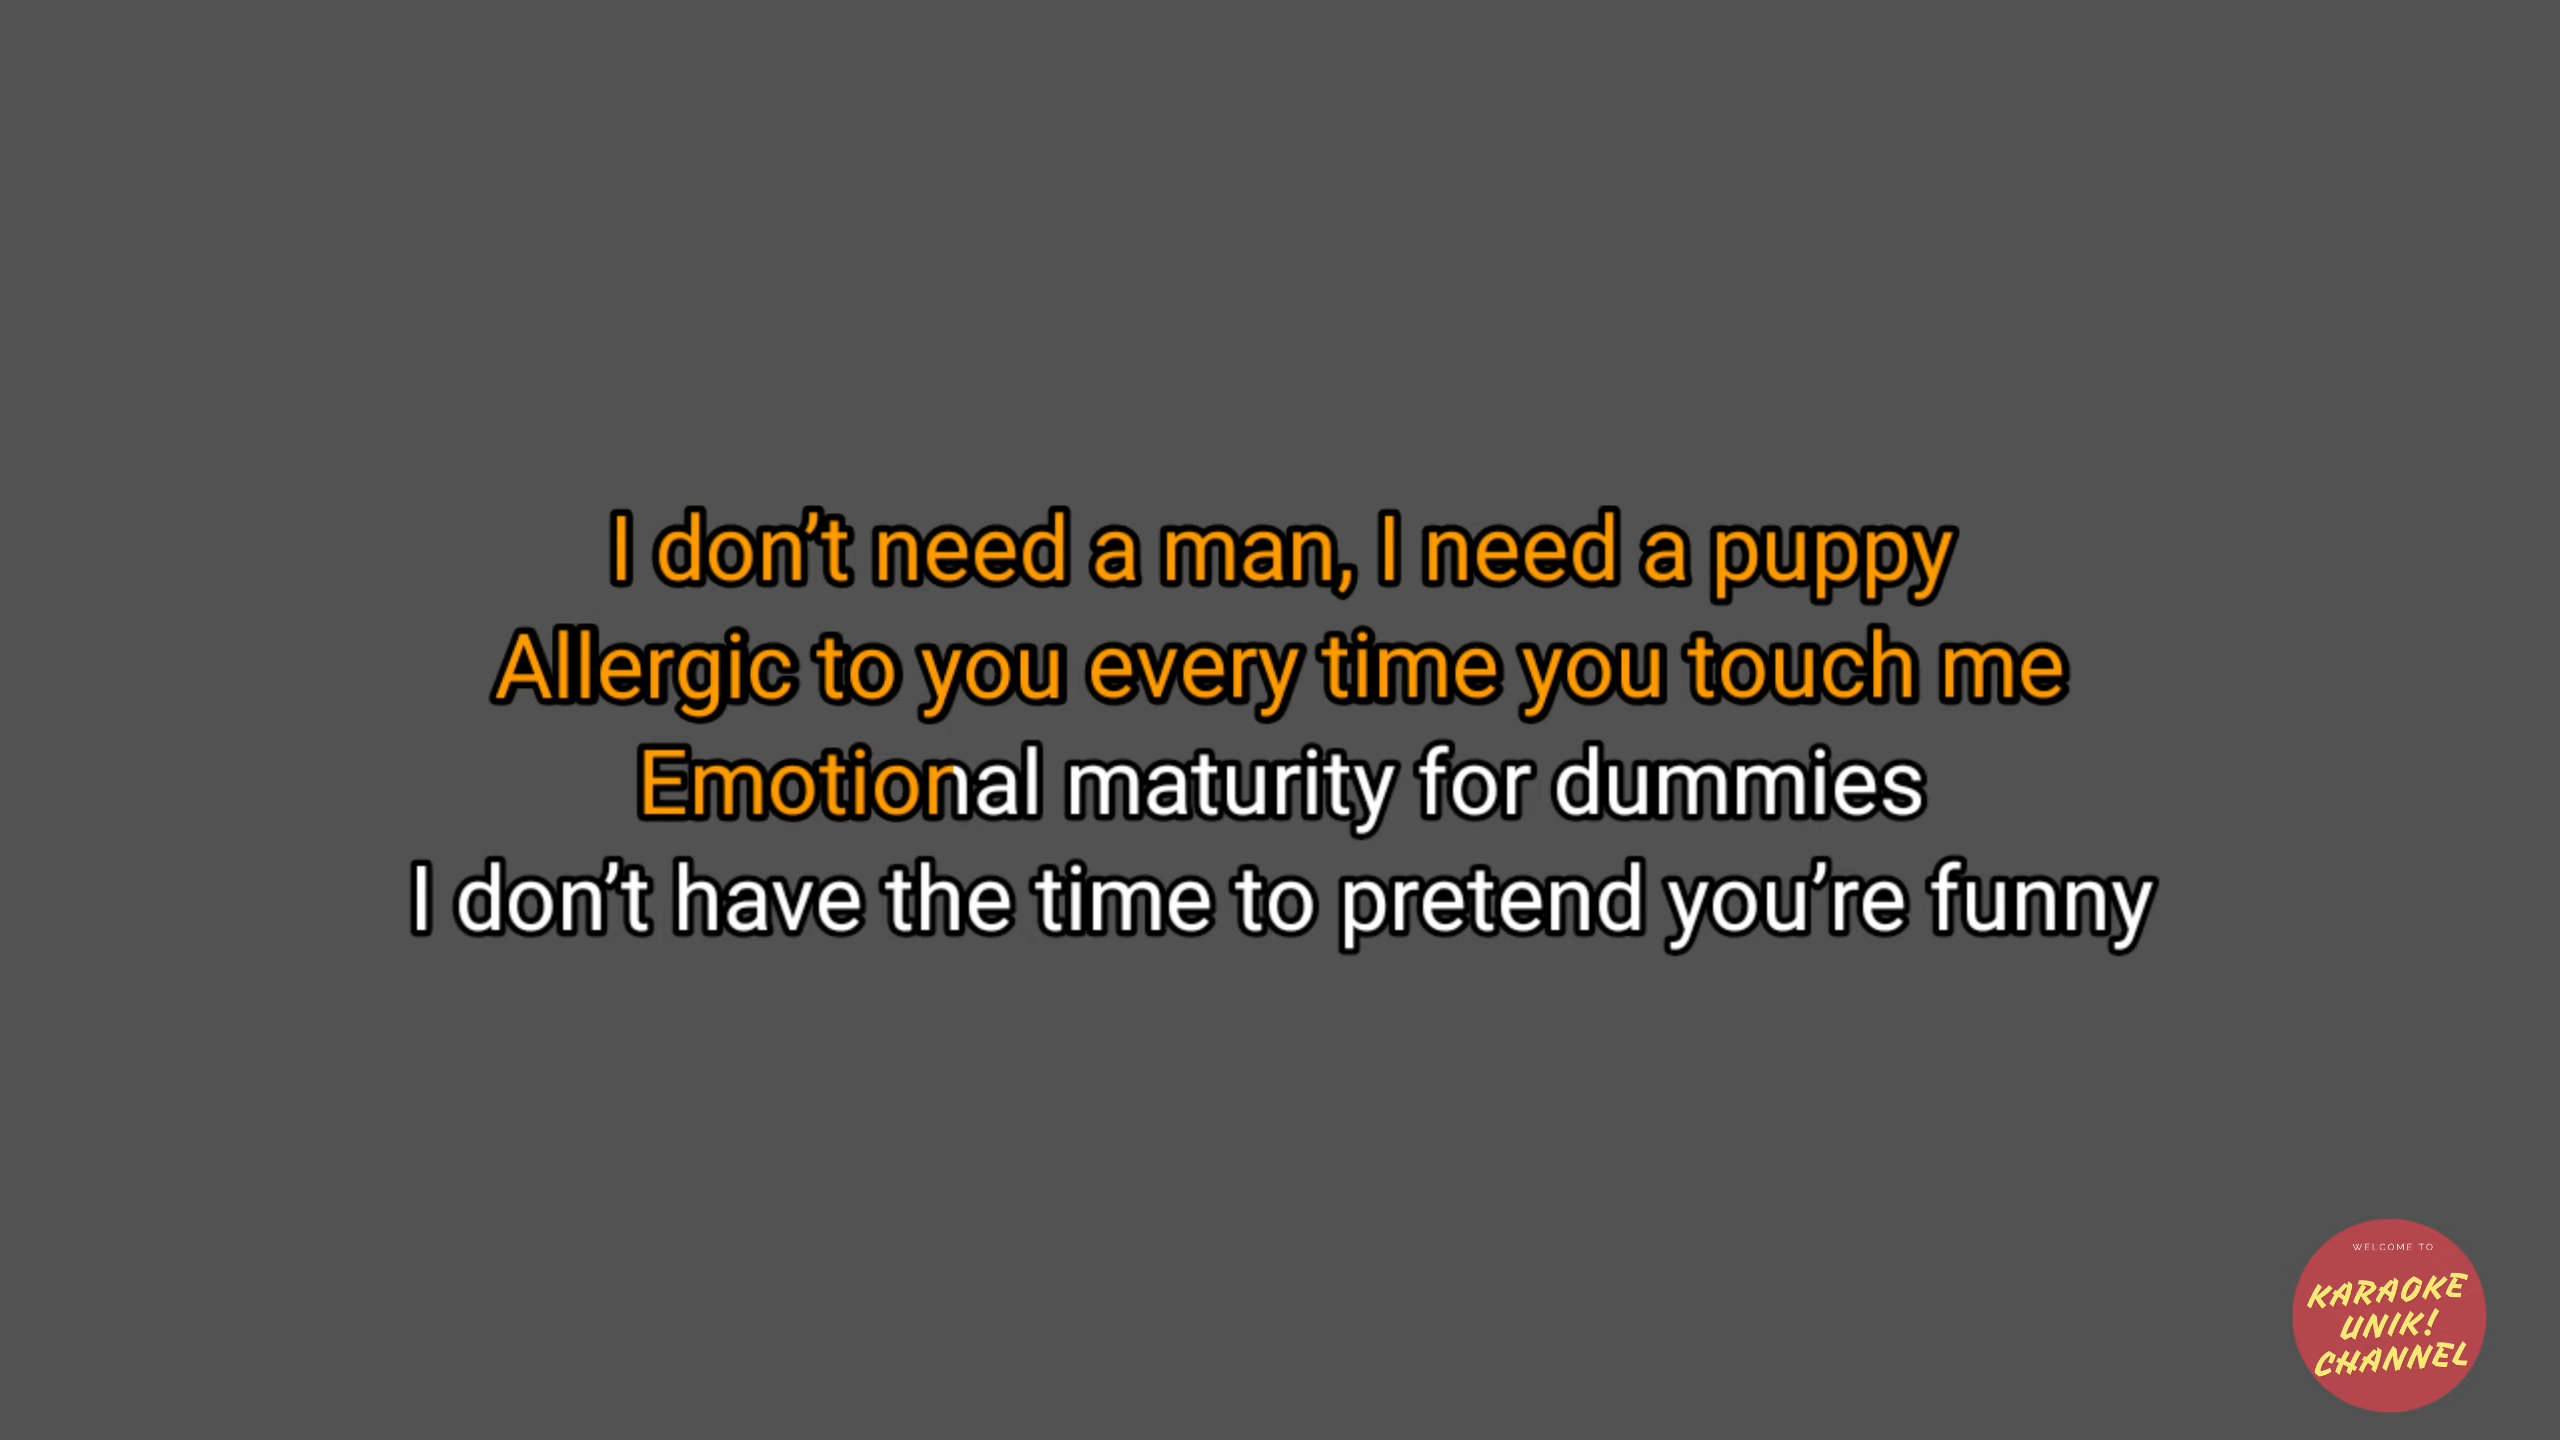 I don’t need a man, I need a puppy
Allergic to you every time you touch me
Emotional maturity for dummies
I don’t have the time to pretend you’re funny
WELCOME TO
KARAOKE
UNIK!
CHANNEL